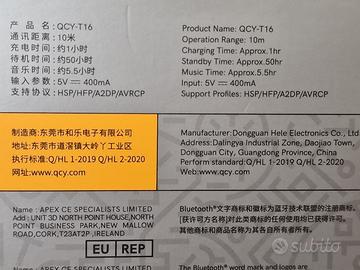 产品名: QCY-T16
通讯距离: 10米
充电时间: 约1小时
待机时间: 约50小时
音乐时间: 约5.5小时
输入参数: 5V⎓400mA
支持协议: HSP/HFP/A2DP/AVRCP
Product Name: QCY-T16
Operation Range: 10m
Charging Time: Approx.1hr
Standby Time: Approx.50hr
Music Time: Approx.5.5hr
Input: 5V⎓400mA
Support Profiles: HSP/HFP/A2DP/AVRCP
制造商:东莞市和乐电子有限公司
地址:东莞市道滘镇大岭丫工业区
执行标准:Q/HL 1-2019 Q/HL 2-2020
网址:www.qcy.com
Manufacturer:Dongguan Hele Electronics Co., Ltd
Address:Dalingya Industrial Zone, Daojiao Town,
Dongguan City, Guangdong Province, China
Perform standard:Q/HL 1-2019 Q/HL 2-2020
Web:www.qcy.com
Name : APEX CE SPECIALISTS LIMITED
Add : UNIT 3D NORTH POINT HOUSE,NORTH
POINT BUSINESS PARK,NEW MALLOW
ROAD,CORK,T23AT2P ,IRELAND
EU REP
Bluetooth®文字商标和徽标为蓝牙技术联盟的注册商标,
[获许可方名称]对此商标的任何使用均已获得许可。
其他商标和商品名为其各自所有者所有。
The Bluetooth® word mark and logos are
subito